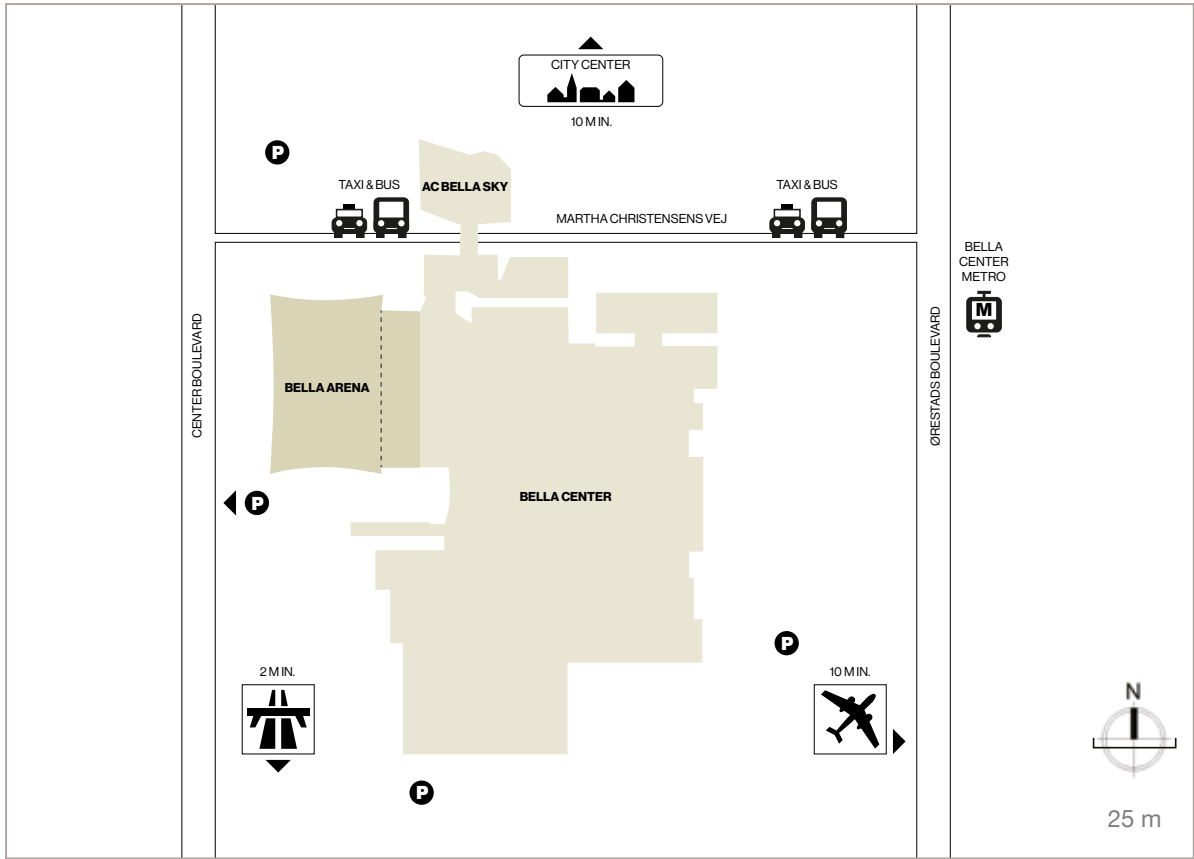 CITY CENTER
10 MIN.
P
TAXI & BUS
AC BELLA SKY
TAXI & BUS
MARTHA CHRISTENSENS VEJ
BELLA
CENTER
METRO
M
CENTER BOULEVARD
ØRESTADS BOULEVARD
BELLA ARENA
BELLA CENTER
P
P
2 MIN.
10 MIN.
N
P
25 m